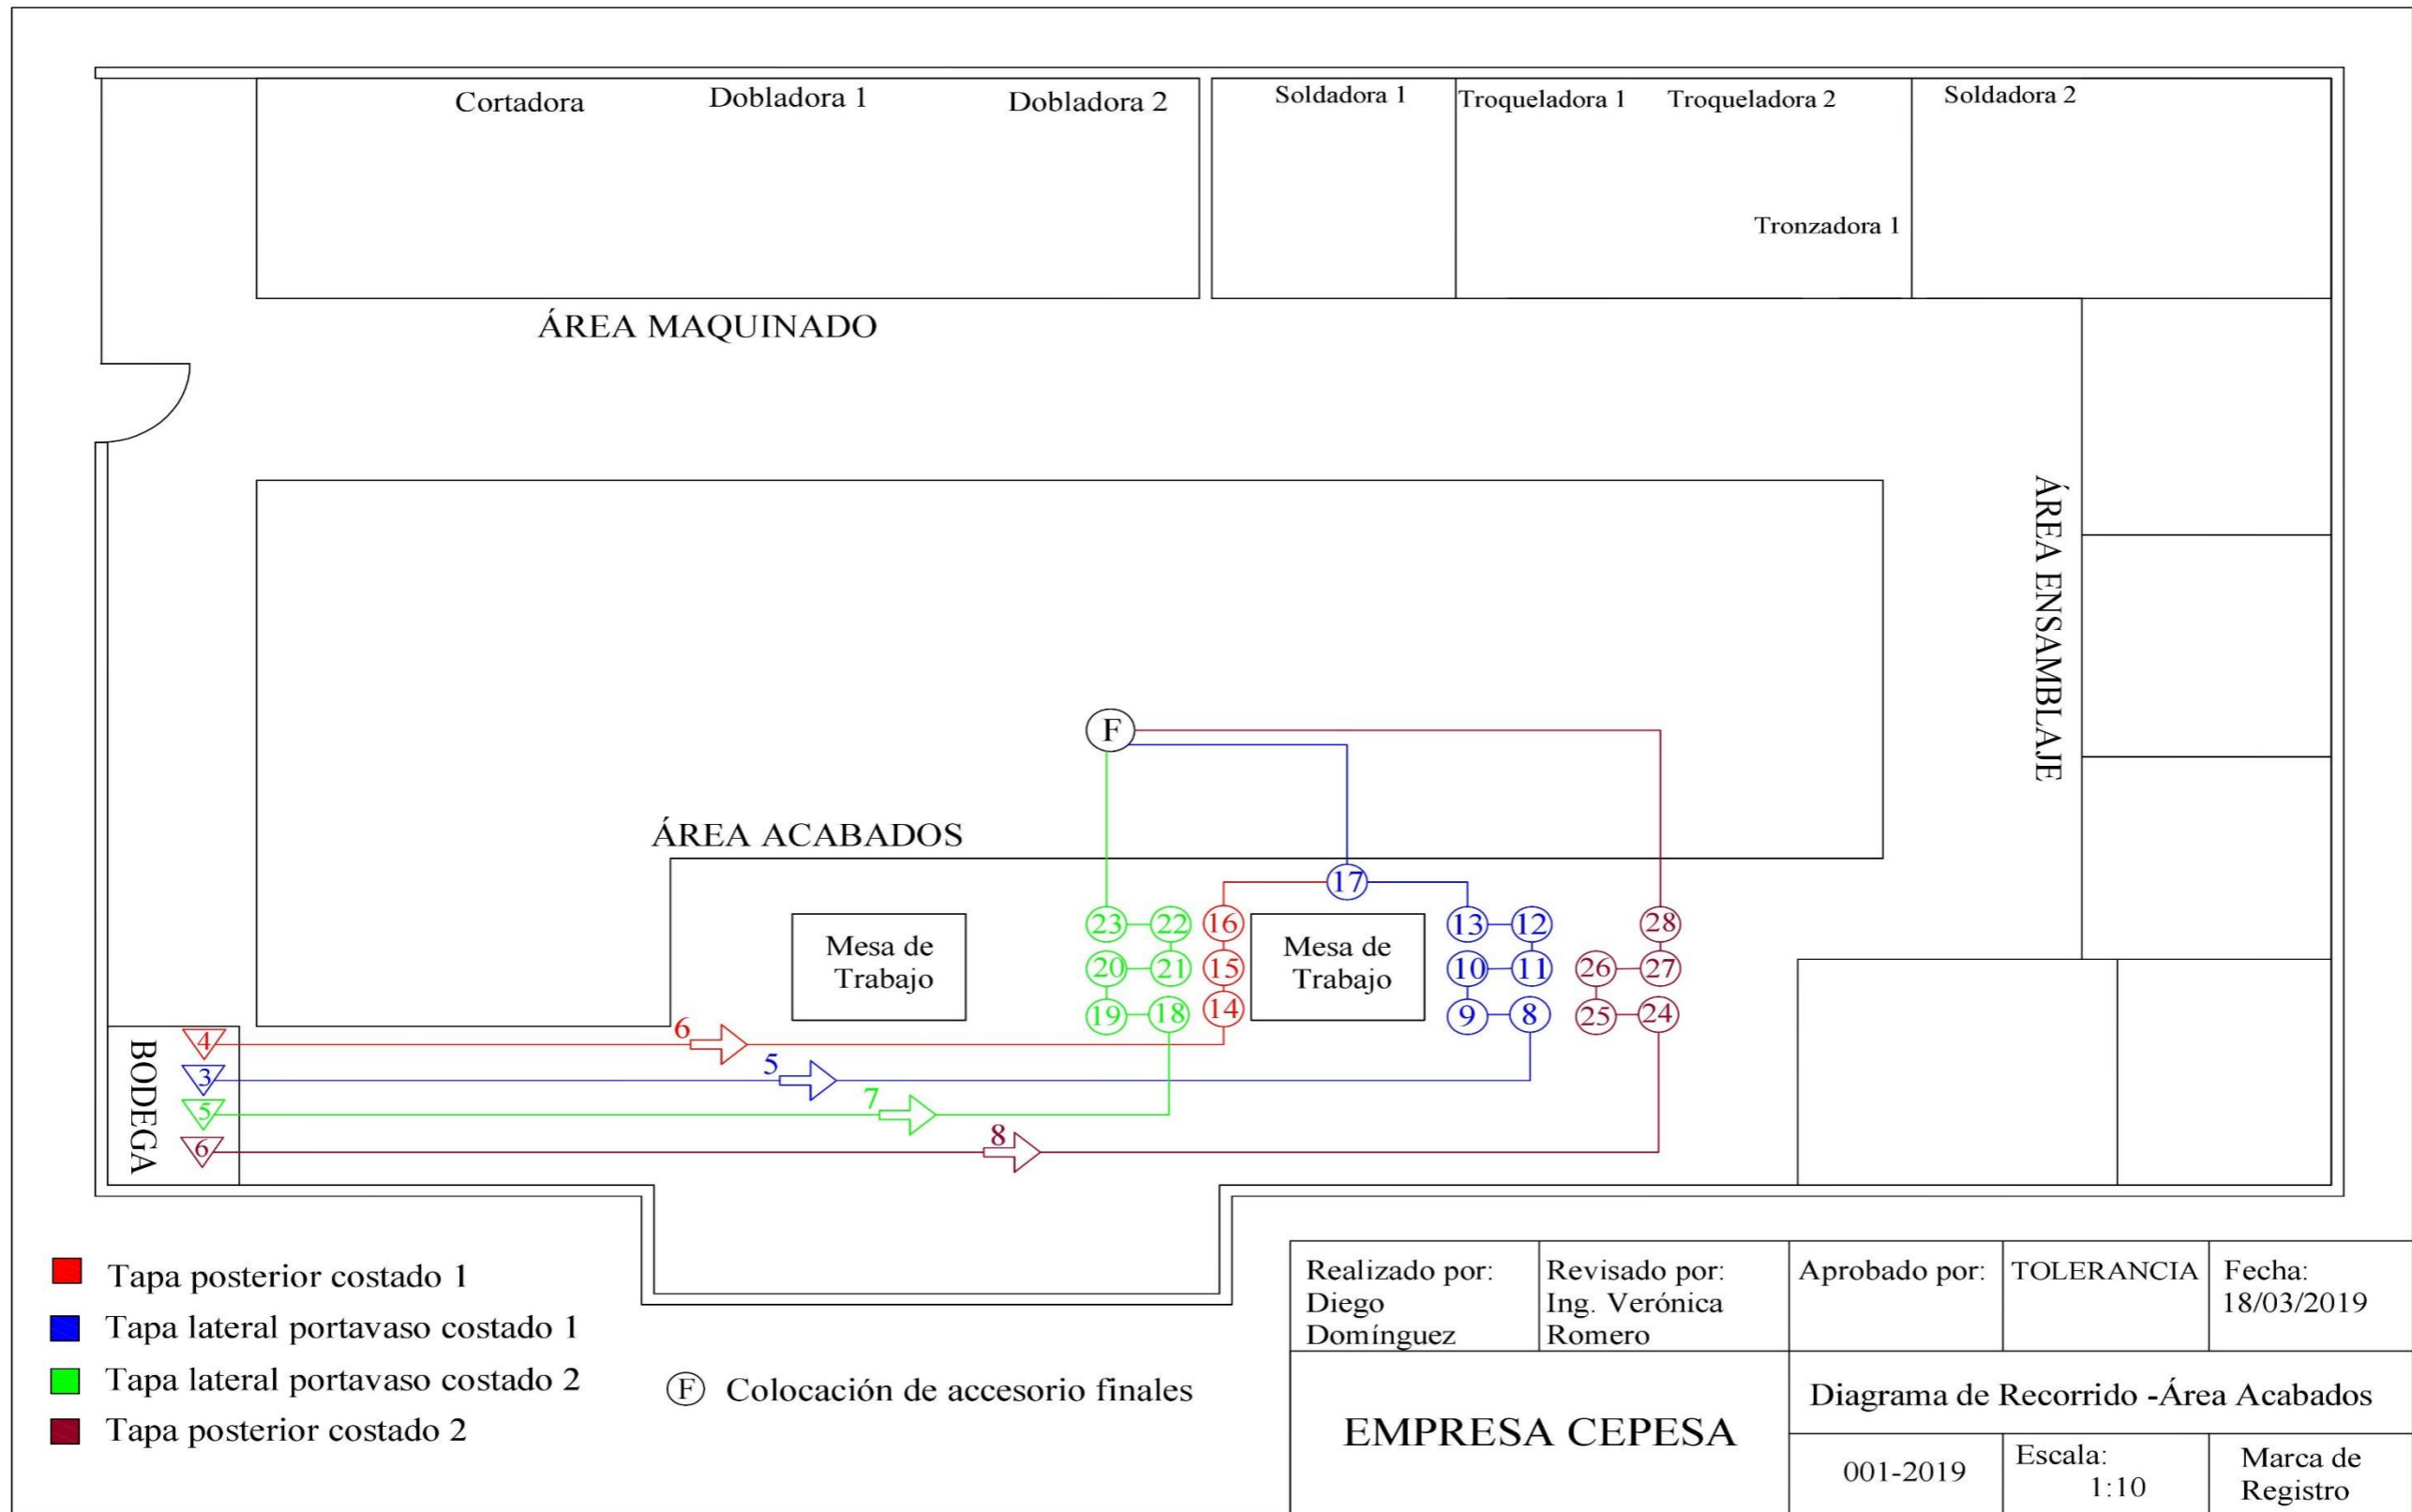 Cortadora
Dobladora 1
Dobladora 2
Soldadora 1
Troqueladora 1
Troqueladora 2
Soldadora 2
Tronzadora 1
ÁREA MAQUINADO
ÁREA ENSAMBLAJE
F
ÁREA ACABADOS
17
23
22
16
13
12
28
Mesa de
Trabajo
Mesa de
Trabajo
20
21
15
10
11
26
27
19
18
14
9
8
25
24
BODEGA
4
6
3
5
5
7
6
8
Tapa posterior costado 1
Tapa lateral portavaso costado 1
Tapa lateral portavaso costado 2
Tapa posterior costado 2
F Colocación de accesorio finales
Realizado por:
Diego
Domínguez
Revisado por:
Ing. Verónica
Romero
Aprobado por:
TOLERANCIA
Fecha:
18/03/2019
EMPRESA CEPESA
Diagrama de Recorrido -Área Acabados
001-2019
Escala:
1:10
Marca de
Registro